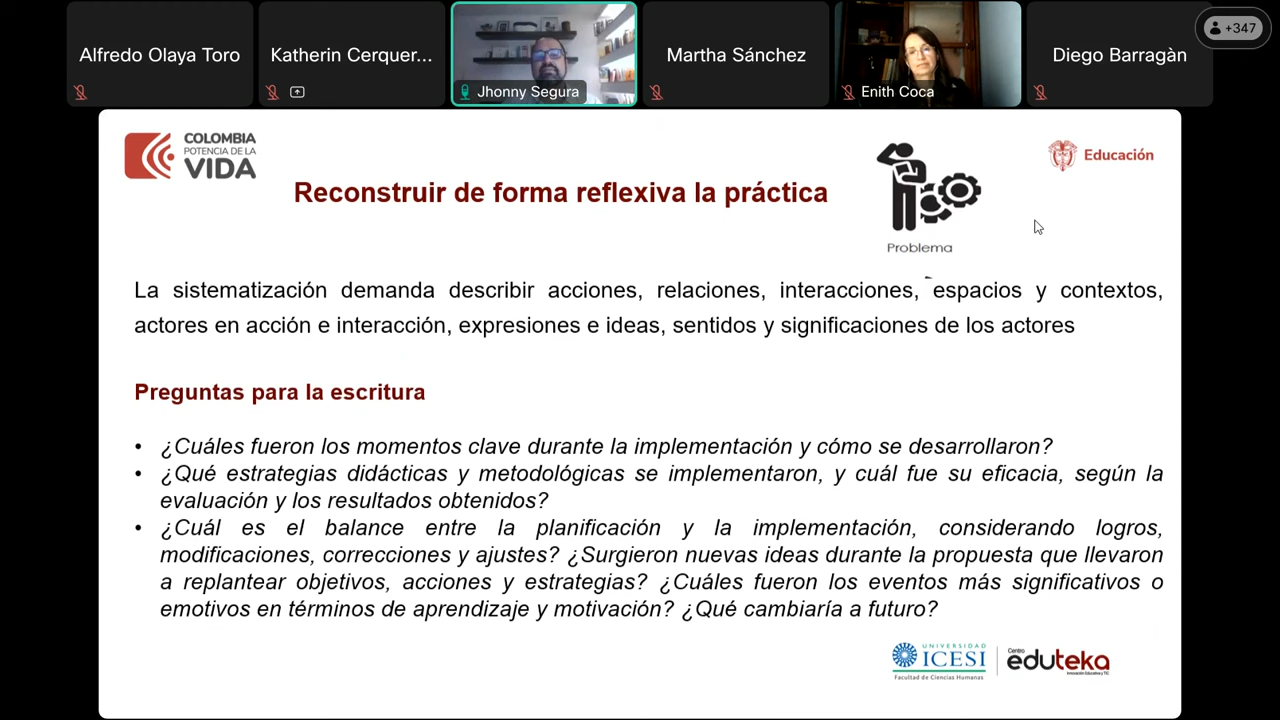 Alfredo Olaya Toro
Katherin Cerquer...
Jhonny Segura
Martha Sánchez
Enith Coca
Diego Barragàn
+347
COLOMBIA
POTENCIA DE LA
VIDA
Reconstruir de forma reflexiva la práctica
Problema
Educación
La sistematización demanda describir acciones, relaciones, interacciones, espacios y contextos,
actores en acción e interacción, expresiones e ideas, sentidos y significaciones de los actores
Preguntas para la escritura
• ¿Cuáles fueron los momentos clave durante la implementación y cómo se desarrollaron?
• ¿Qué estrategias didácticas y metodológicas se implementaron, y cuál fue su eficacia, según la
evaluación y los resultados obtenidos?
• ¿Cuál es el balance entre la planificación y la implementación, considerando logros,
modificaciones, correcciones y ajustes? ¿Surgieron nuevas ideas durante la propuesta que llevaron
a replantear objetivos, acciones y estrategias? ¿Cuáles fueron los eventos más significativos o
emotivos en términos de aprendizaje y motivación? ¿Qué cambiaría a futuro?
UNIVERSIDAD
ICESI
Facultad de Ciencias Humanas
Centro
eduteka
Innovación Educativa y TIC